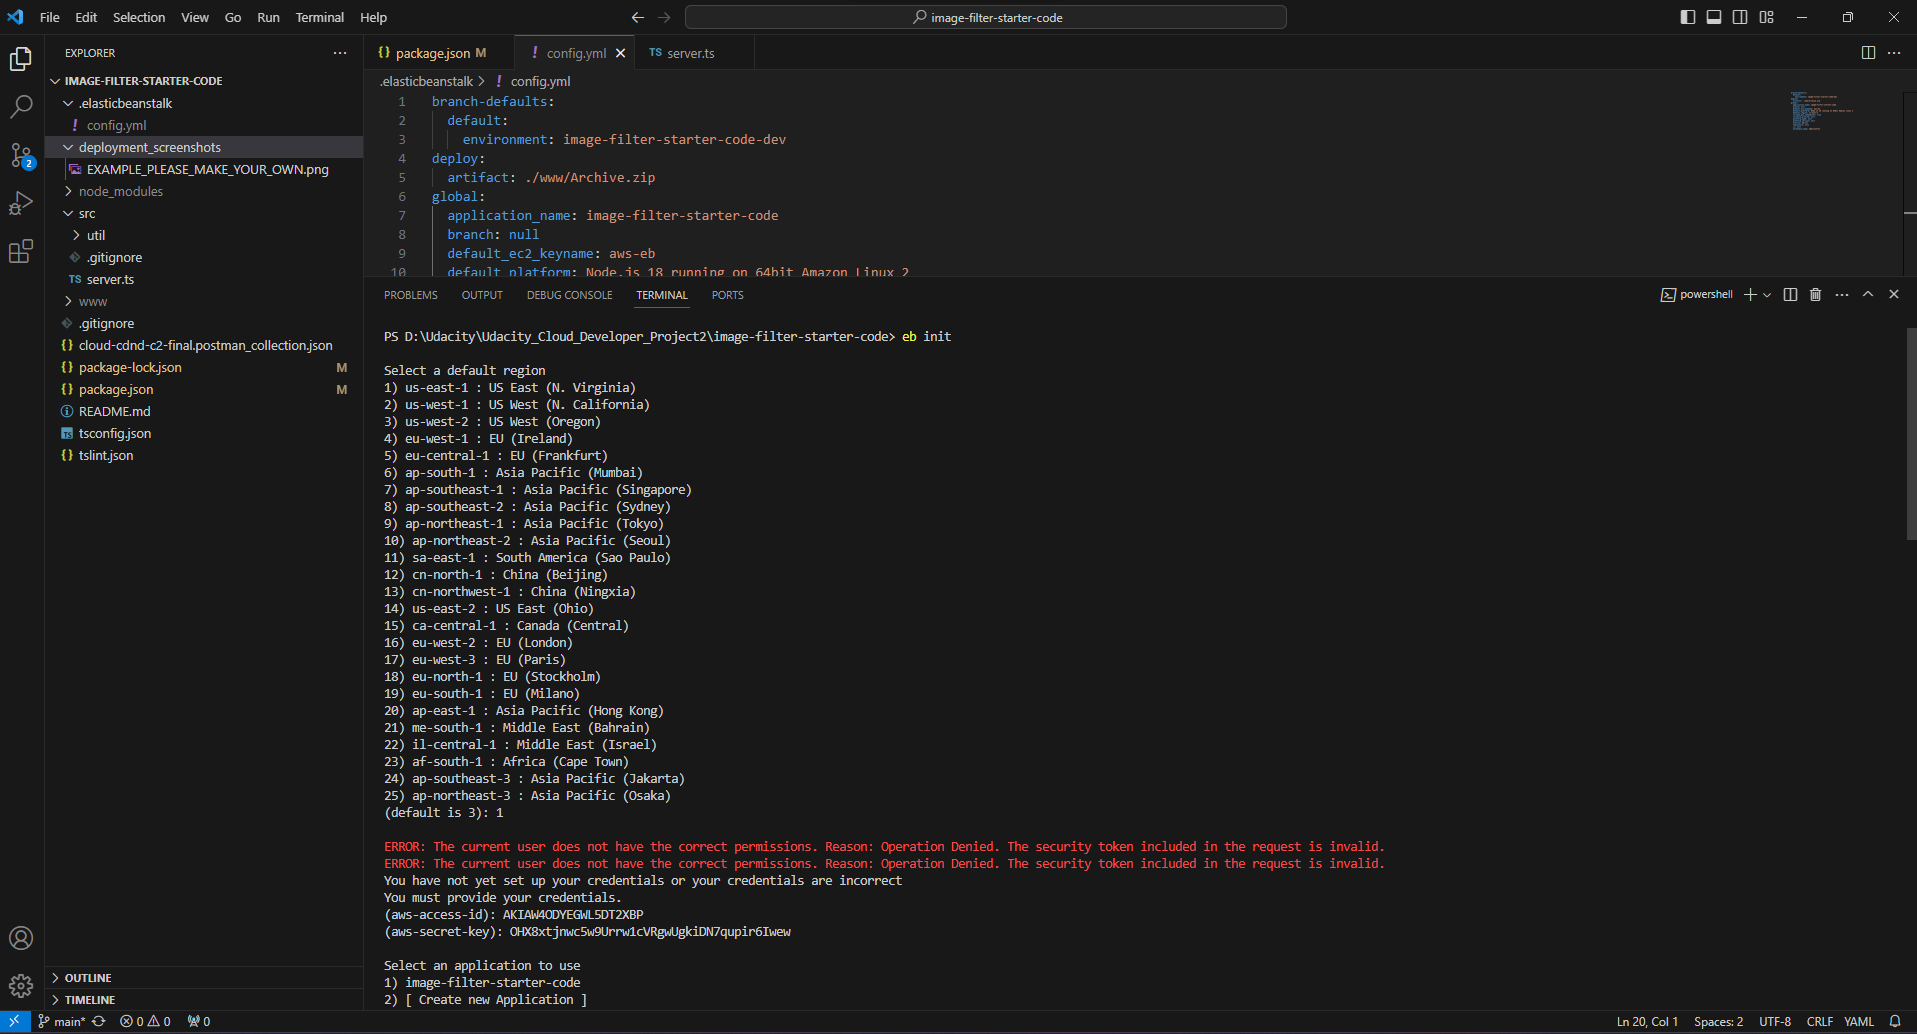 File Edit Selection View Go Run Terminal Help
image-filter-starter-code
EXPLORER
IMAGE-FILTER-STARTER-CODE
.elasticbeanstalk
! config.yml
deployment_screenshots
EXAMPLE_PLEASE_MAKE_YOUR_OWN.png
node_modules
src
util
.gitignore
TS server.ts
www
.gitignore
{} cloud-cdnd-c2-final.postman_collection.json
{} package-lock.json M
{} package.json M
README.md
TS tsconfig.json
{} tslint.json
OUTLINE
TIMELINE
2
{} package.json M
! config.yml
TS server.ts
.elasticbeanstalk > ! config.yml
1 branch-defaults:
2 default:
3 environment: image-filter-starter-code-dev
4 deploy:
5 artifact: ./www/Archive.zip
6 global:
7 application_name: image-filter-starter-code
8 branch: null
9 default_ec2_keyname: aws-eb
10 default_platform: Node.js 18 running on 64bit Amazon Linux 2
PROBLEMS OUTPUT DEBUG CONSOLE TERMINAL PORTS
powershell
PS D:\Udacity\Udacity_Cloud_Developer_Project2\image-filter-starter-code> eb init
Select a default region
1) us-east-1 : US East (N. Virginia)
2) us-west-1 : US West (N. California)
3) us-west-2 : US West (Oregon)
4) eu-west-1 : EU (Ireland)
5) eu-central-1 : EU (Frankfurt)
6) ap-south-1 : Asia Pacific (Mumbai)
7) ap-southeast-1 : Asia Pacific (Singapore)
8) ap-southeast-2 : Asia Pacific (Sydney)
9) ap-northeast-1 : Asia Pacific (Tokyo)
10) ap-northeast-2 : Asia Pacific (Seoul)
11) sa-east-1 : South America (Sao Paulo)
12) cn-north-1 : China (Beijing)
13) cn-northwest-1 : China (Ningxia)
14) us-east-2 : US East (Ohio)
15) ca-central-1 : Canada (Central)
16) eu-west-2 : EU (London)
17) eu-west-3 : EU (Paris)
18) eu-north-1 : EU (Stockholm)
19) eu-south-1 : EU (Milano)
20) ap-east-1 : Asia Pacific (Hong Kong)
21) me-south-1 : Middle East (Bahrain)
22) il-central-1 : Middle East (Israel)
23) af-south-1 : Africa (Cape Town)
24) ap-southeast-3 : Asia Pacific (Jakarta)
25) ap-northeast-3 : Asia Pacific (Osaka)
(default is 3): 1
ERROR: The current user does not have the correct permissions. Reason: Operation Denied. The security token included in the request is invalid.
ERROR: The current user does not have the correct permissions. Reason: Operation Denied. The security token included in the request is invalid.
You have not yet set up your credentials or your credentials are incorrect
You must provide your credentials.
(aws-access-id): AKIAW4ODYEGWL5DT2XBP
(aws-secret-key): OHX8xtjnwc5w9Urrw1cVRgwUgkiDN7qupir6Iwew
Select an application to use
1) image-filter-starter-code
2) [ Create new Application ]
main* 0 0 0
Ln 20, Col 1 Spaces: 2 UTF-8 CRLF YAML